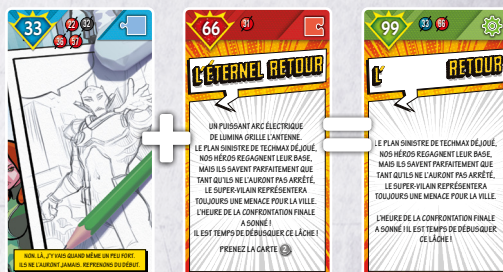 33
22 32
36 57
NON, LÀ, J'Y VAIS QUAND MÊME UN PEU FORT.
ILS NE L'AURONT JAMAIS. REPRENONS DU DÉBUT.
+
66
31
L'ÉTERNEL RETOUR
UN PUISSANT ARC ÉLECTRIQUE
DE LUMINA GRILLE L'ANTENNE.
LE PLAN SINISTRE DE TECHMAX DÉJOUÉ,
NOS HÉROS REGAGNENT LEUR BASE,
MAIS ILS SAVENT PARFAITEMENT QUE
TANT QU'ILS NE L'AURONT PAS ARRÊTÉ,
LE SUPER-VILAIN REPRÉSENTERA
TOUJOURS UNE MENACE POUR LA VILLE.
L'HEURE DE LA CONFRONTATION FINALE
A SONNÉ !
IL EST TEMPS DE DÉBUSQUER CE LÂCHE !
PRENEZ LA CARTE 2
=
99
33 66
L' RETOUR
LE PLAN SINISTRE DE TECHMAX DÉJOUÉ,
NOS HÉROS REGAGNENT LEUR BASE,
MAIS ILS SAVENT PARFAITEMENT QUE
TANT QU'ILS NE L'AURONT PAS ARRÊTÉ,
LE SUPER-VILAIN REPRÉSENTERA
TOUJOURS UNE MENACE POUR LA VILLE.
L'HEURE DE LA CONFRONTATION FINALE
A SONNÉ ! IL EST TEMPS DE DÉBUSQUER
CE LÂCHE !